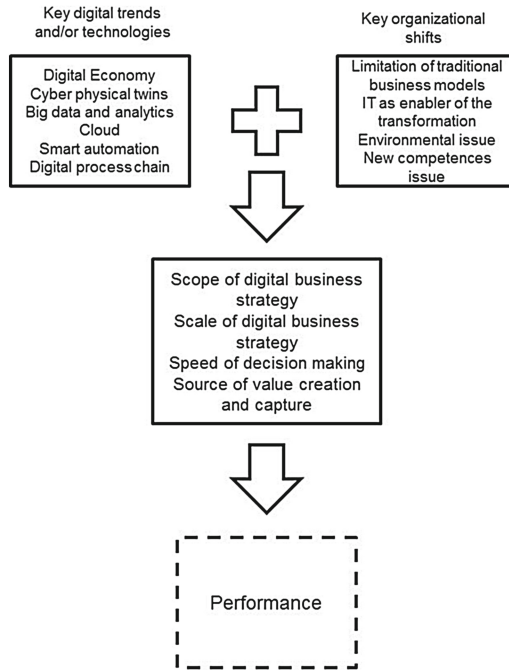 Key digital trends
and/or technologies
Digital Economy
Cyber physical twins
Big data and analytics
Cloud
Smart automation
Digital process chain
Key organizational
shifts
Limitation of traditional
business models
IT as enabler of the
transformation
Environmental issue
New competences
issue
Scope of digital business
strategy
Scale of digital business
strategy
Speed of decision making
Source of value creation
and capture
Performance